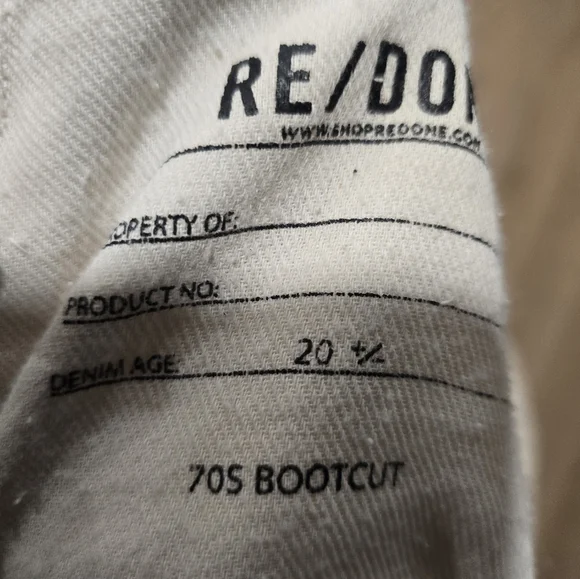 RE/DO
WWW.SHOPREDONE.COM
OPERTY OF:
PRODUCT NO:
DENIM AGE 20 +/-
70S BOOTCUT